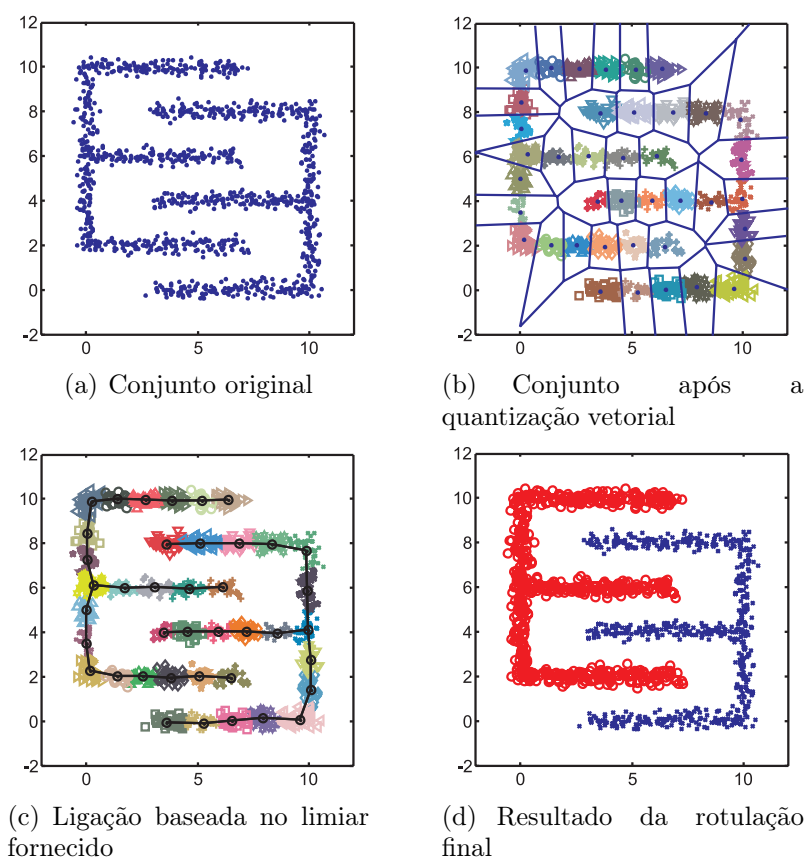 12
10
8
6
4
2
0
-2
0 5 10
(a) Conjunto original
12
10
8
6
4
2
0
-2
0 5 10
(b) Conjunto após a
quantização vetorial
12
10
8
6
4
2
0
-2
0 5 10
(c) Ligação baseada no limiar
fornecido
12
10
8
6
4
2
0
-2
0 5 10
(d) Resultado da rotulação
final